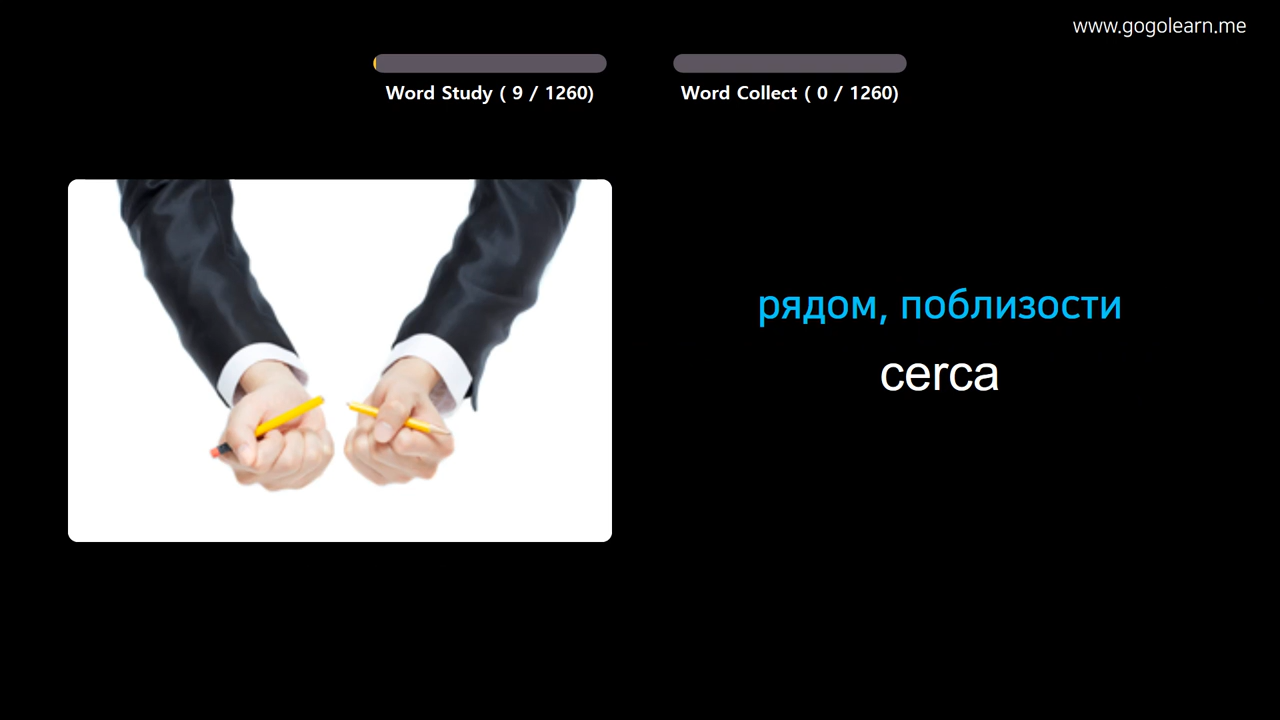 www.gogolearn.me
Word Study ( 9 / 1260)
Word Collect ( 0 / 1260)
рядом, поблизости
cerca